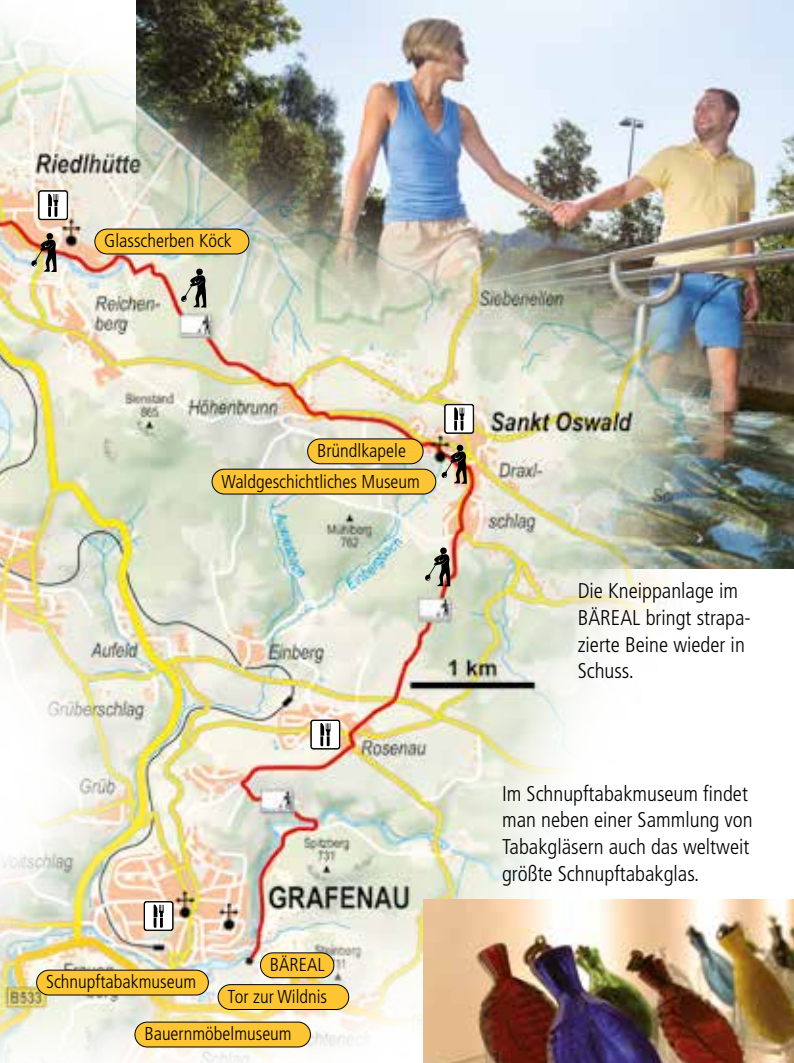 Riedlhütte
Glasscherben Köck
Reichen-
berg
Siebenellen
Bienstand
865
Höhenbrunn
Sankt Oswald
Bründlkapele
Waldgeschichtliches Museum
Draxl-
schlag
Mühlberg
762
Einbergbach
Die Kneippanlage im
BÄREAL bringt strapa-
zierte Beine wieder in
Schuss.
Aufeld
Einberg
1 km
Grüberschlag
Rosenau
Grüb
Im Schnupftabakmuseum findet
man neben einer Sammlung von
Tabakgläsern auch das weltweit
größte Schnupftabakglas.
Spitzberg
731
Voitschlag
GRAFENAU
BÄREAL
Schnupftabakmuseum
B533
Tor zur Wildnis
Bauernmöbelmuseum